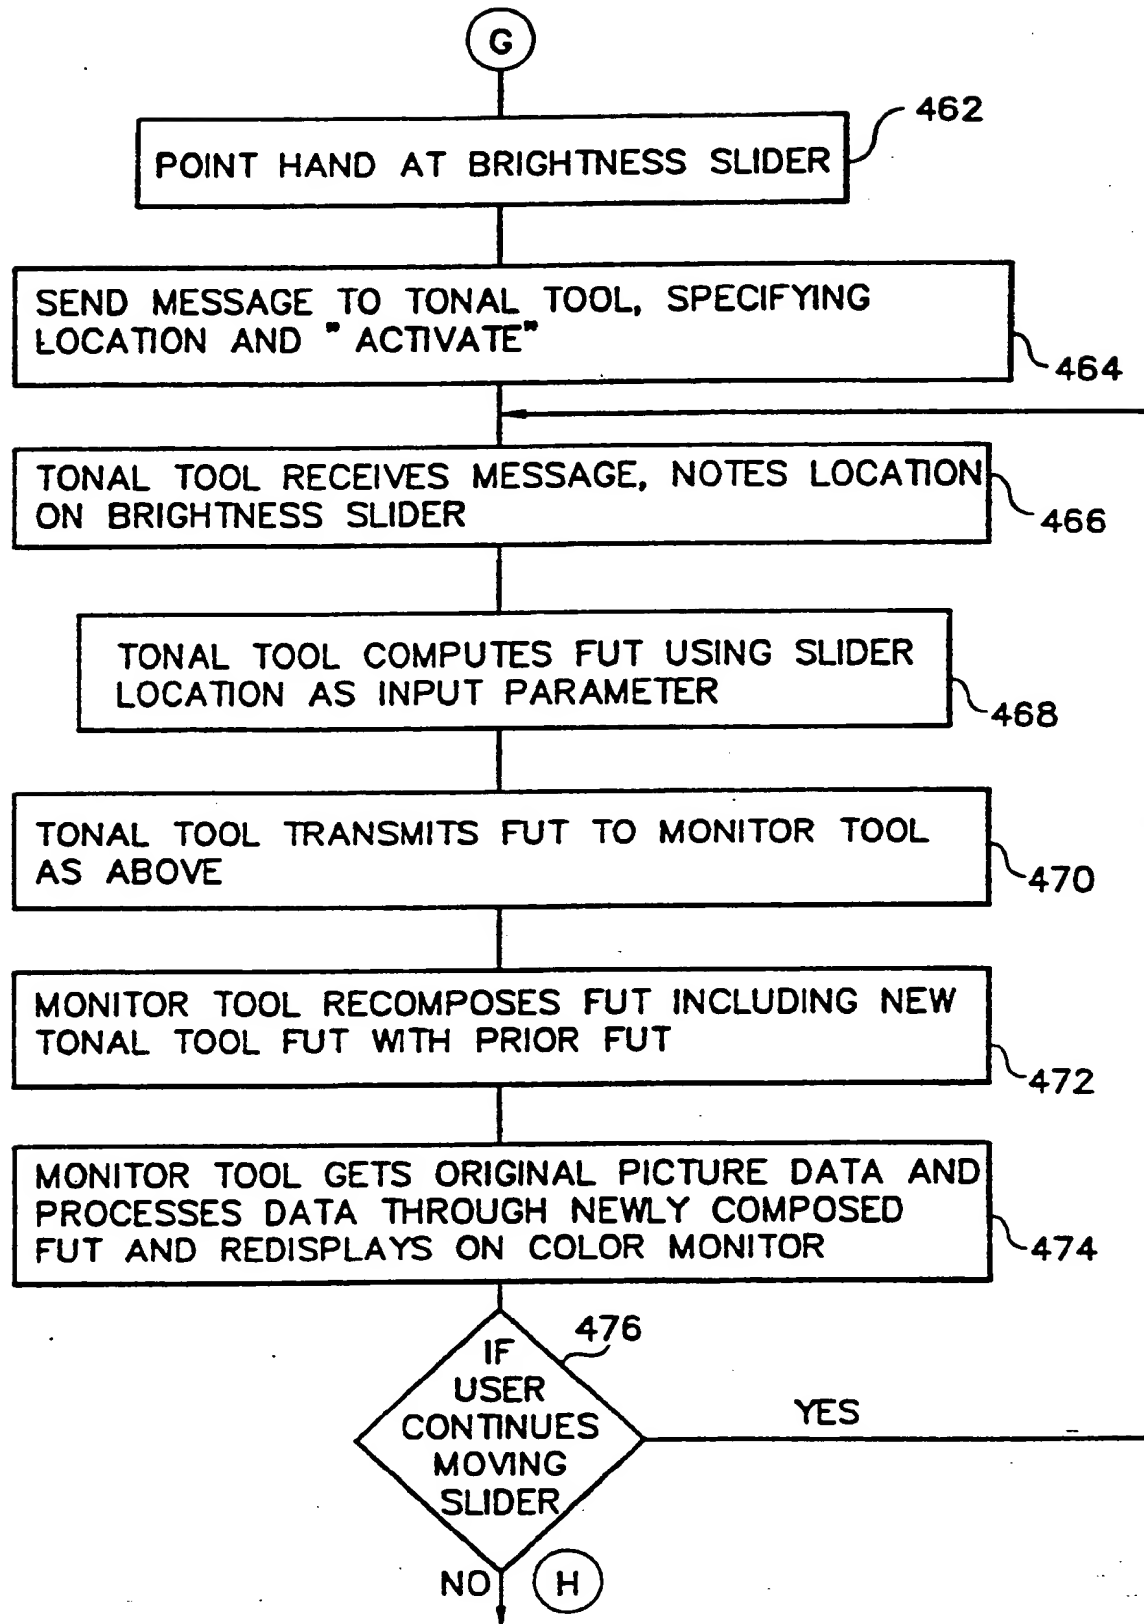 G
POINT HAND AT BRIGHTNESS SLIDER
462
SEND MESSAGE TO TONAL TOOL, SPECIFYING
LOCATION AND " ACTIVATE"
464
TONAL TOOL RECEIVES MESSAGE, NOTES LOCATION
ON BRIGHTNESS SLIDER
466
TONAL TOOL COMPUTES FUT USING SLIDER
LOCATION AS INPUT PARAMETER
468
TONAL TOOL TRANSMITS FUT TO MONITOR TOOL
AS ABOVE
470
MONITOR TOOL RECOMPOSES FUT INCLUDING NEW
TONAL TOOL FUT WITH PRIOR FUT
472
MONITOR TOOL GETS ORIGINAL PICTURE DATA AND
PROCESSES DATA THROUGH NEWLY COMPOSED
FUT AND REDISPLAYS ON COLOR MONITOR
474
476
IF
USER
CONTINUES
MOVING
SLIDER
YES
NO
H